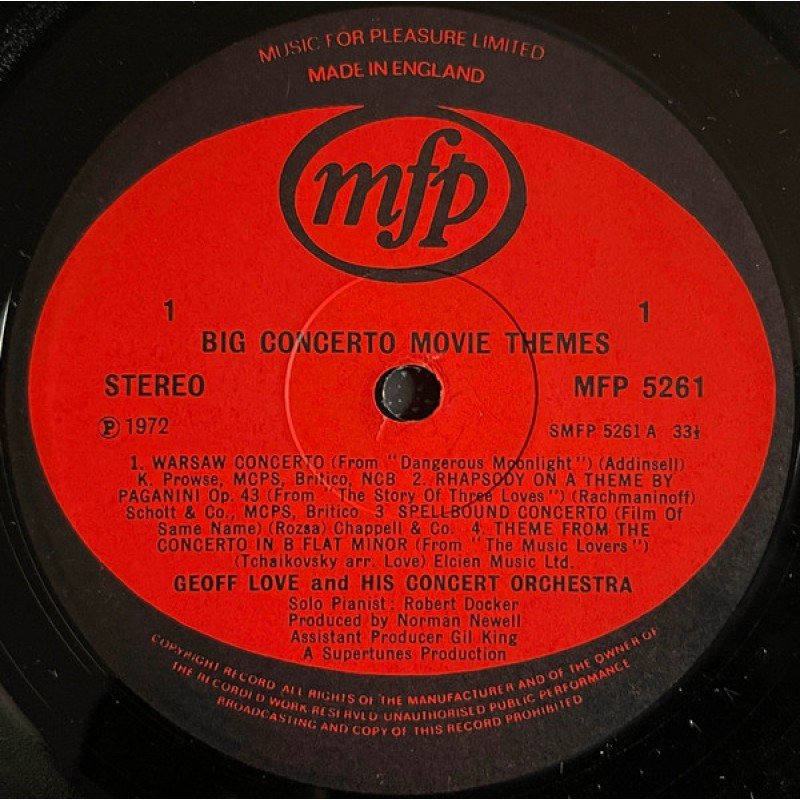 MUSIC FOR PLEASURE LIMITED
MADE IN ENGLAND
mfp
1 1
BIG CONCERTO MOVIE THEMES
STEREO MFP 5261
Ⓟ 1972 SMFP 5261 A 33⅓
1. WARSAW CONCERTO (From "Dangerous Moonlight") (Addinsell)
K. Prowse, MCPS, Britico, NCB 2. RHAPSODY ON A THEME BY
PAGANINI Op. 43 (From "The Story Of Three Loves") (Rachmaninoff)
Schott & Co., MCPS, Britico 3 SPELLBOUND CONCERTO (Film Of
Same Name) (Rozsa) Chappell & Co. 4. THEME FROM THE
CONCERTO IN B FLAT MINOR (From "The Music Lovers")
(Tchaikovsky arr. Love) Elcien Music Ltd.
GEOFF LOVE and HIS CONCERT ORCHESTRA
Solo Pianist: Robert Docker
Produced by Norman Newell
Assistant Producer Gil King
A Supertunes Production
COPYRIGHT RECORD ALL RIGHTS OF THE MANUFACTURER AND OF THE OWNER OF
THE RECORDED WORK RESERVED UNAUTHORISED PUBLIC PERFORMANCE
BROADCASTING AND COPY OF THIS RECORD PROHIBITED